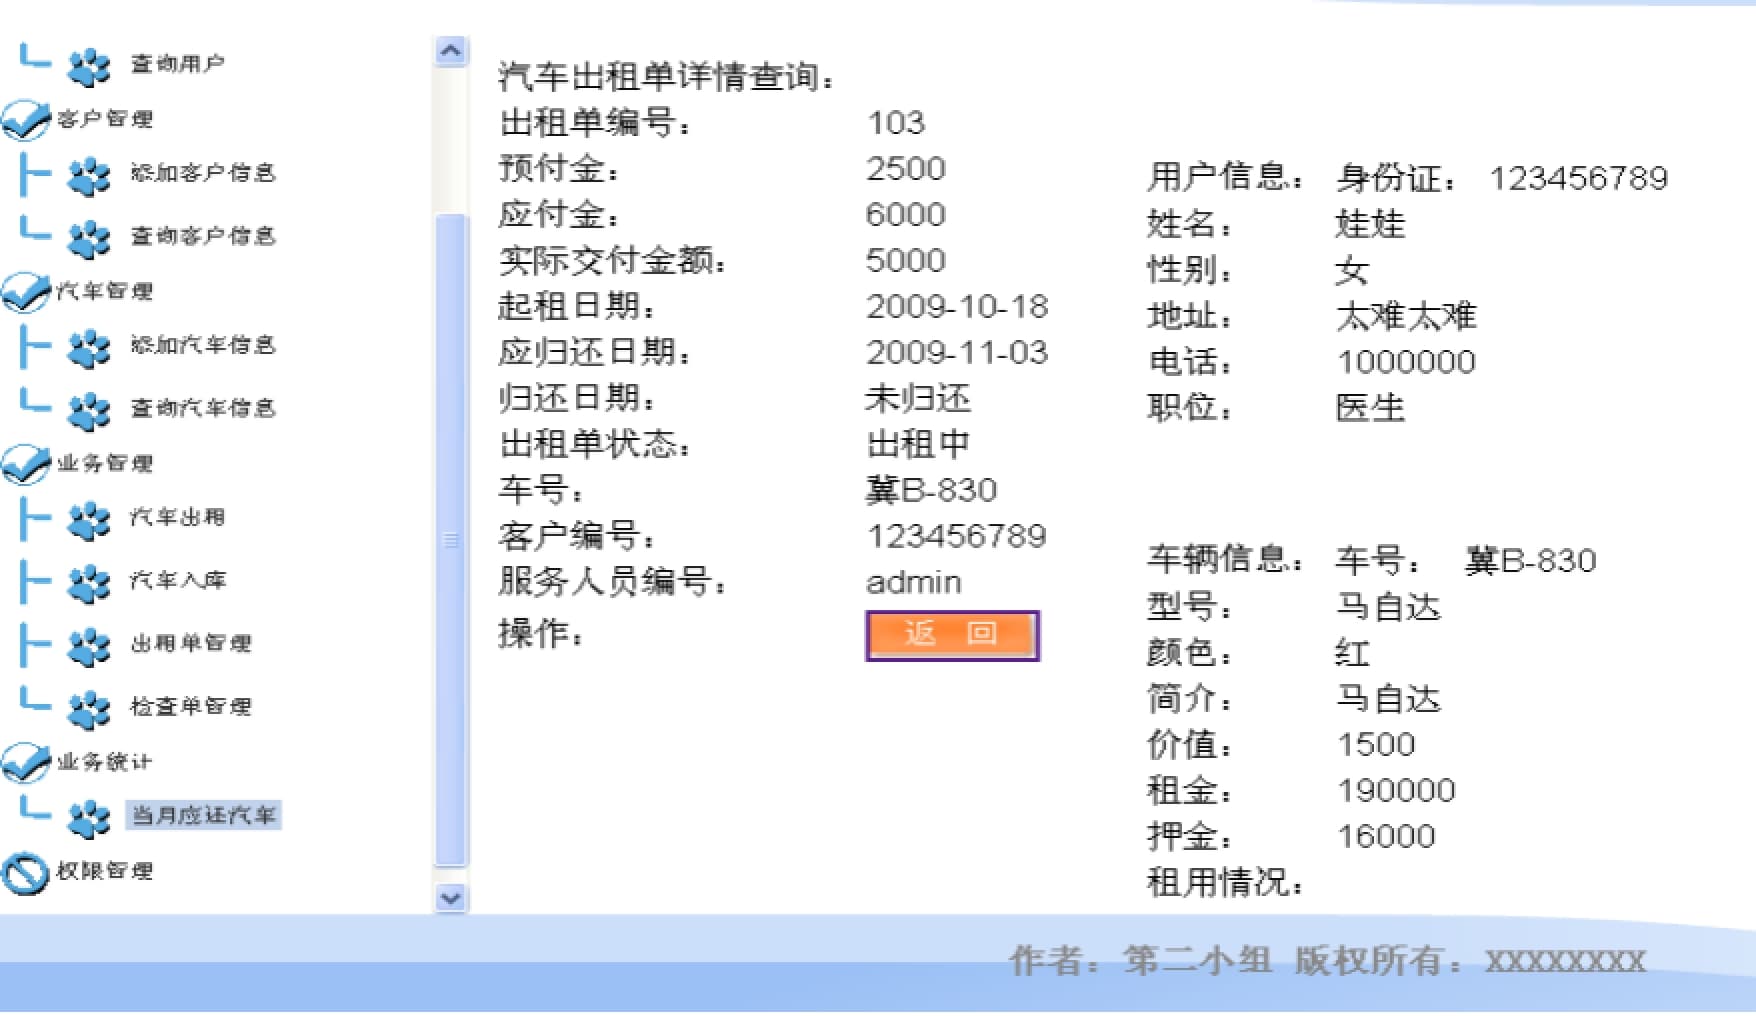 查询用户
客户管理
添加客户信息
查询客户信息
汽车管理
添加汽车信息
查询汽车信息
业务管理
汽车出租
汽车入库
出租单管理
检查单管理
业务统计
当月应还汽车
权限管理
汽车出租单详情查询：
出租单编号： 103
预付金： 2500
应付金： 6000
实际交付金额： 5000
起租日期： 2009-10-18
应归还日期： 2009-11-03
归还日期： 未归还
出租单状态： 出租中
车号： 冀B-830
客户编号： 123456789
服务人员编号： admin
操作： 返 回
用户信息： 身份证： 123456789
姓名： 娃娃
性别： 女
地址： 太难太难
电话： 1000000
职位： 医生
车辆信息： 车号： 冀B-830
型号： 马自达
颜色： 红
简介： 马自达
价值： 1500
租金： 190000
押金： 16000
租用情况：
作者：第二小组 版权所有：XXXXXXXX